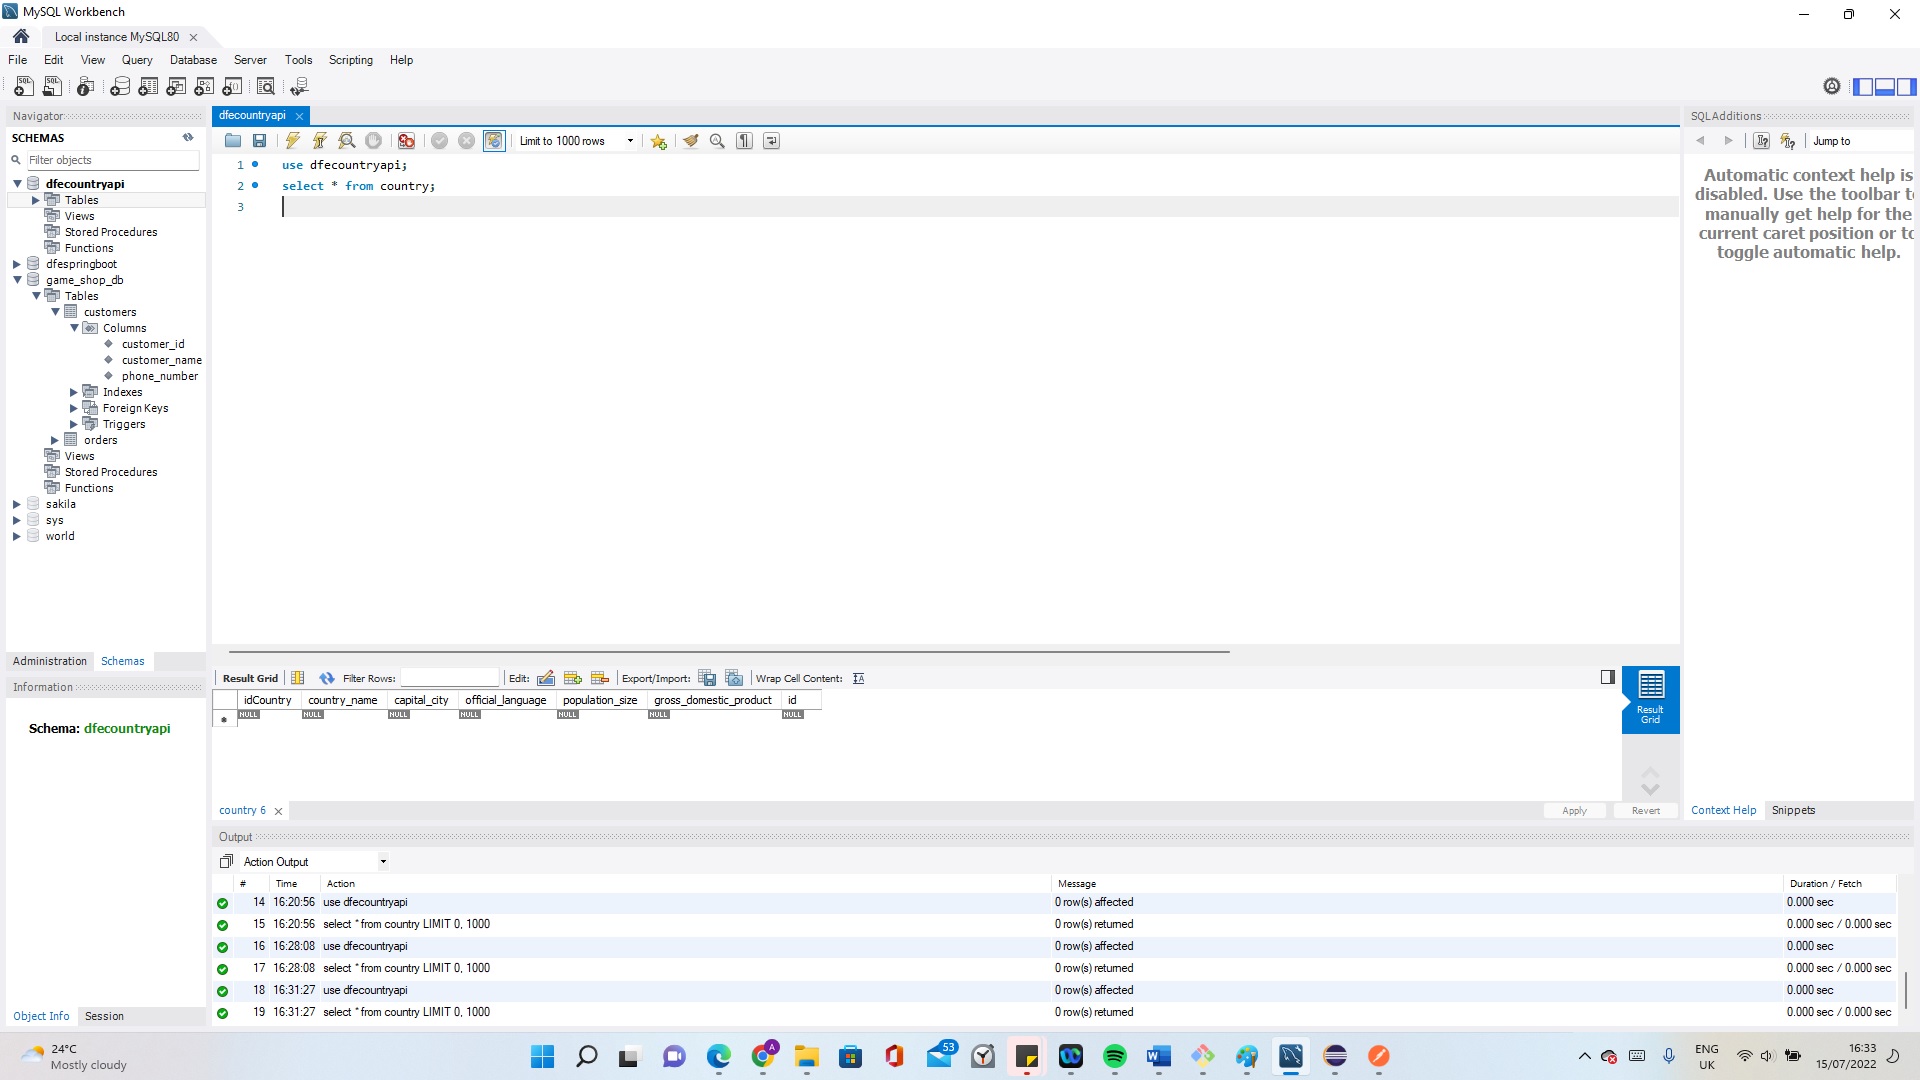 MySQL Workbench
Local instance MySQL80
File Edit View Query Database Server Tools Scripting Help
Navigator
SCHEMAS
Filter objects
dfecountryapi
Tables
Views
Stored Procedures
Functions
dfespringboot
game_shop_db
Tables
customers
Columns
customer_id
customer_name
phone_number
Indexes
Foreign Keys
Triggers
orders
Views
Stored Procedures
Functions
sakila
sys
world
Administration Schemas
Information
Schema: dfecountryapi
Object Info Session
dfecountryapi
Limit to 1000 rows
1 use dfecountryapi;
2 select * from country;
3
Result Grid Filter Rows: Edit: Export/Import: Wrap Cell Content:
idCountry country_name capital_city official_language population_size gross_domestic_product id
NULL NULL NULL NULL NULL NULL NULL
Result
Grid
country 6
Apply Revert
SQLAdditions
Jump to
Automatic context help is
disabled. Use the toolbar to
manually get help for the
current caret position or to
toggle automatic help.
Context Help Snippets
Output
Action Output
# Time Action Message Duration / Fetch
14 16:20:56 use dfecountryapi 0 row(s) affected 0.000 sec
15 16:20:56 select * from country LIMIT 0, 1000 0 row(s) returned 0.000 sec / 0.000 sec
16 16:28:08 use dfecountryapi 0 row(s) affected 0.000 sec
17 16:28:08 select * from country LIMIT 0, 1000 0 row(s) returned 0.000 sec / 0.000 sec
18 16:31:27 use dfecountryapi 0 row(s) affected 0.000 sec
19 16:31:27 select * from country LIMIT 0, 1000 0 row(s) returned 0.000 sec / 0.000 sec
24°C
Mostly cloudy
A
53
ENG
UK
16:33
15/07/2022